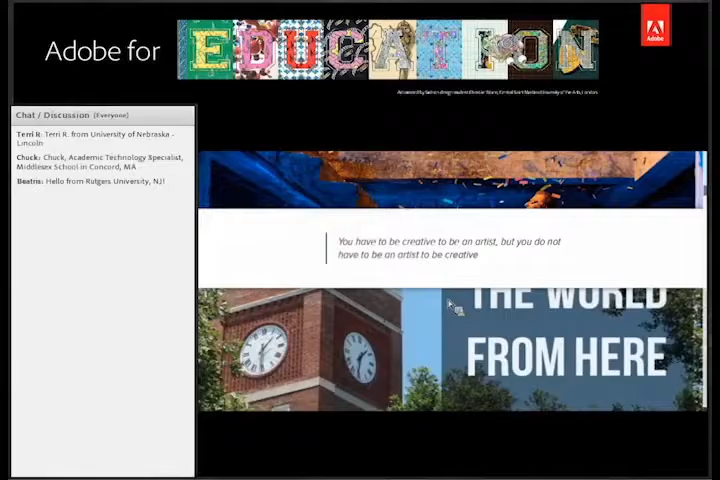 Adobe for EDUCATION
Adobe
Chat / Discussion (Everyone)
Terri R: Terri R. from University of Nebraska -
Lincoln
Chuck: Chuck, Academic Technology Specialist,
Middlesex School in Concord, MA
Beatris: Hello from Rutgers University, NJ!
You have to be creative to be an artist, but you do not
have to be an artist to be creative
THE WORLD
FROM HERE